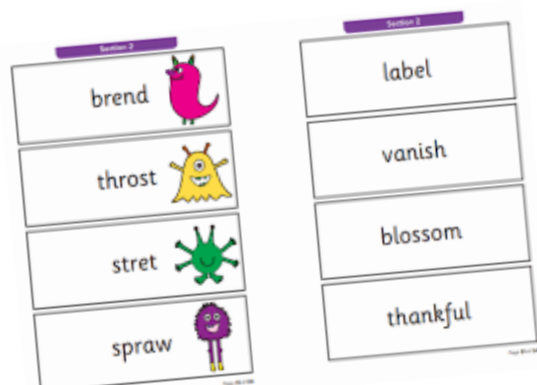 Section 2
brend
throst
stret
spraw
Section 2
label
vanish
blossom
thankful